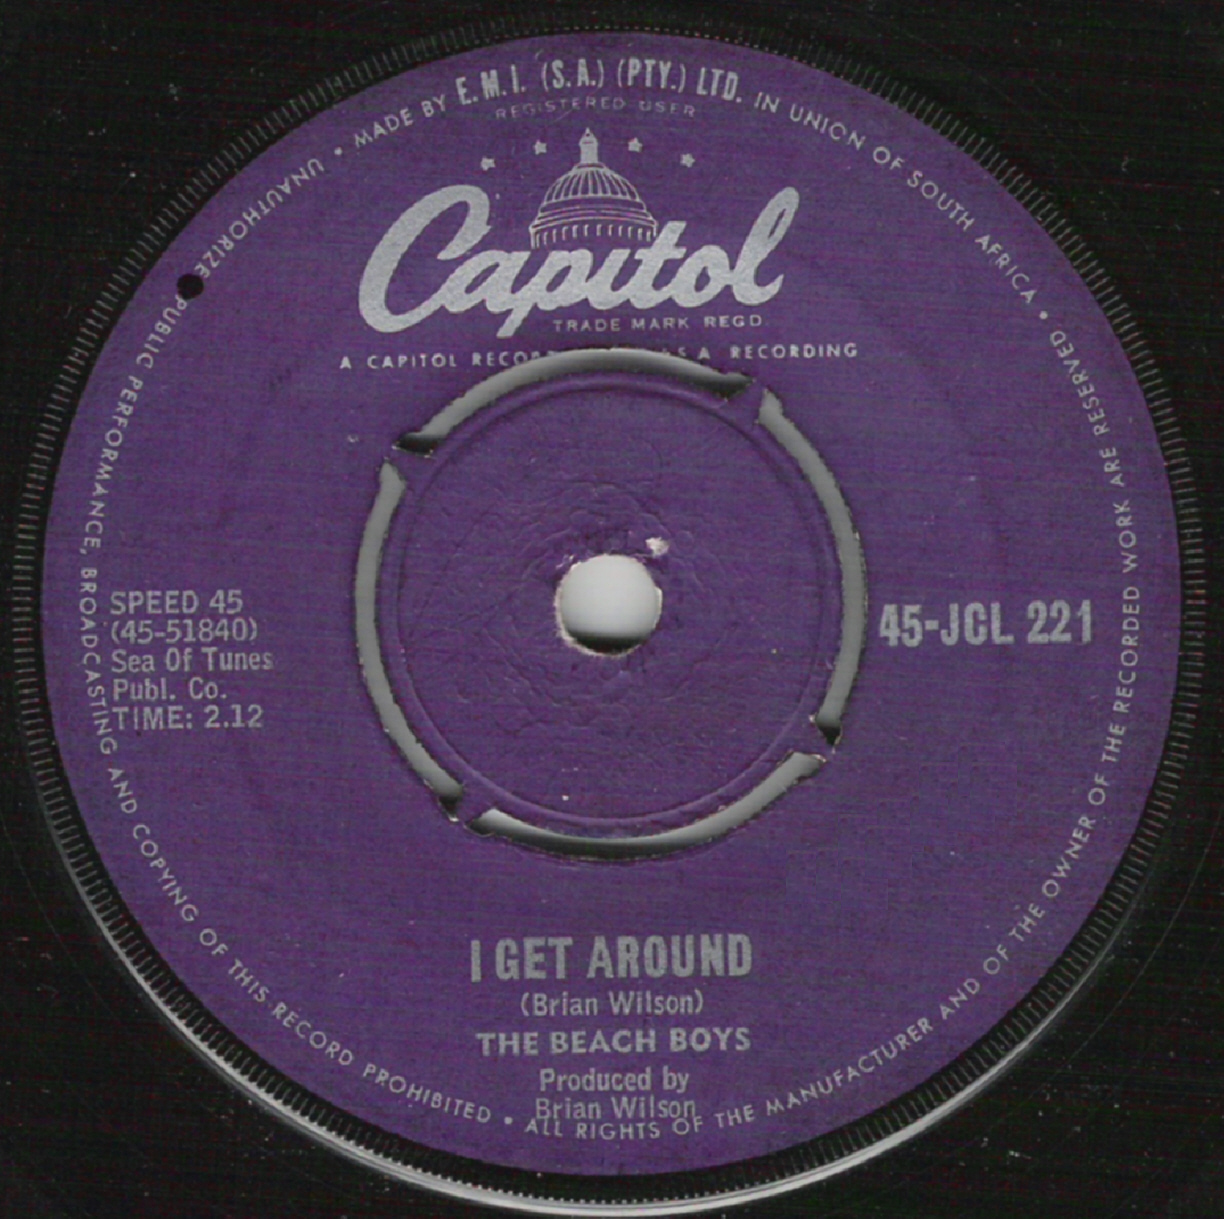 MADE BY E.M.I. (S.A.) (PTY.) LTD. IN UNION OF SOUTH AFRICA •
REGISTERED USER
Capitol
TRADE MARK REGD.
A CAPITOL RECORDING
SPEED 45
(45-51840)
Sea Of Tunes
Publ. Co.
TIME: 2.12
45-JCL 221
I GET AROUND
(Brian Wilson)
THE BEACH BOYS
Produced by
Brian Wilson
ALL RIGHTS OF THE MANUFACTURER AND OF THE OWNER OF THE RECORDED WORK ARE RESERVED •
UNAUTHORIZE PUBLIC PERFORMANCE, BROADCASTING AND COPYING OF THIS RECORD PROHIBITED •